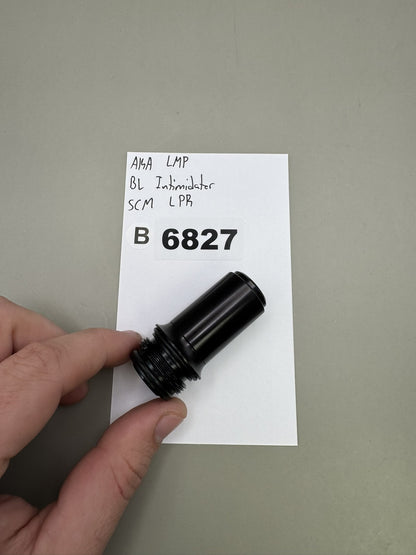 AKA LMP
BL Intimidator
SCM LPR
B 6827